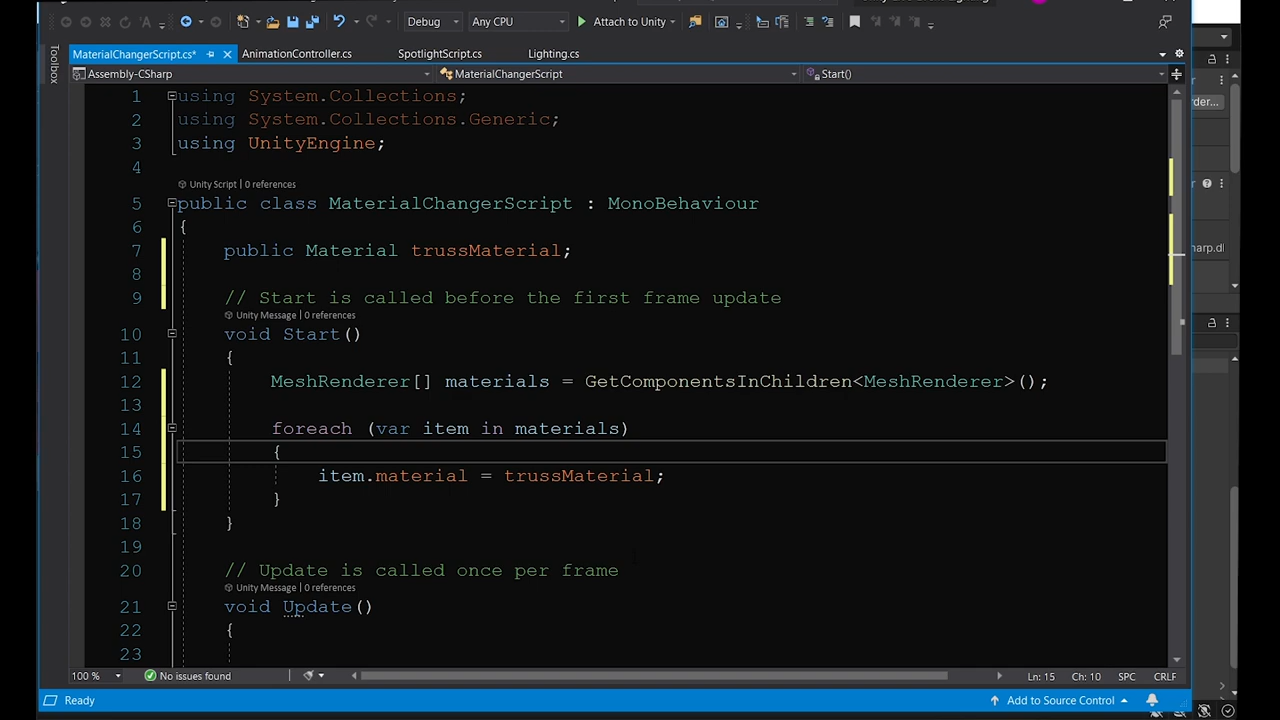 Debug Any CPU Attach to Unity
Toolbox
MaterialChangerScript.cs* AnimationController.cs SpotlightScript.cs Lighting.cs
Assembly-CSharp MaterialChangerScript Start()
1 using System.Collections;
2 using System.Collections.Generic;
3 using UnityEngine;
4
Unity Script | 0 references
5 public class MaterialChangerScript : MonoBehaviour
6 {
7 public Material trussMaterial;
8
9 // Start is called before the first frame update
Unity Message | 0 references
10 void Start()
11 {
12 MeshRenderer[] materials = GetComponentsInChildren<MeshRenderer>();
13
14 foreach (var item in materials)
15 {
16 item.material = trussMaterial;
17 }
18 }
19
20 // Update is called once per frame
Unity Message | 0 references
21 void Update()
22 {
23
100 % No issues found Ln: 15 Ch: 10 SPC CRLF
Ready Add to Source Control